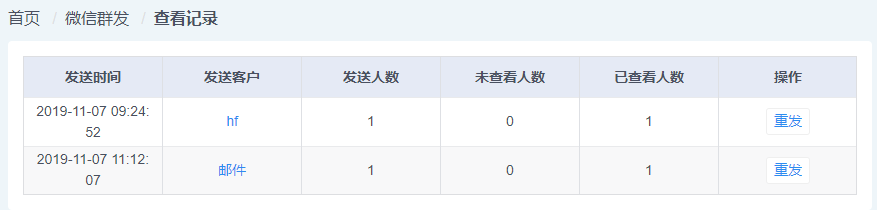 首页 / 微信群发 / 查看记录
发送时间 发送客户 发送人数 未查看人数 已查看人数 操作
2019-11-07 09:24:
52 hf 1 0 1 重发
2019-11-07 11:12:
07 邮件 1 0 1 重发